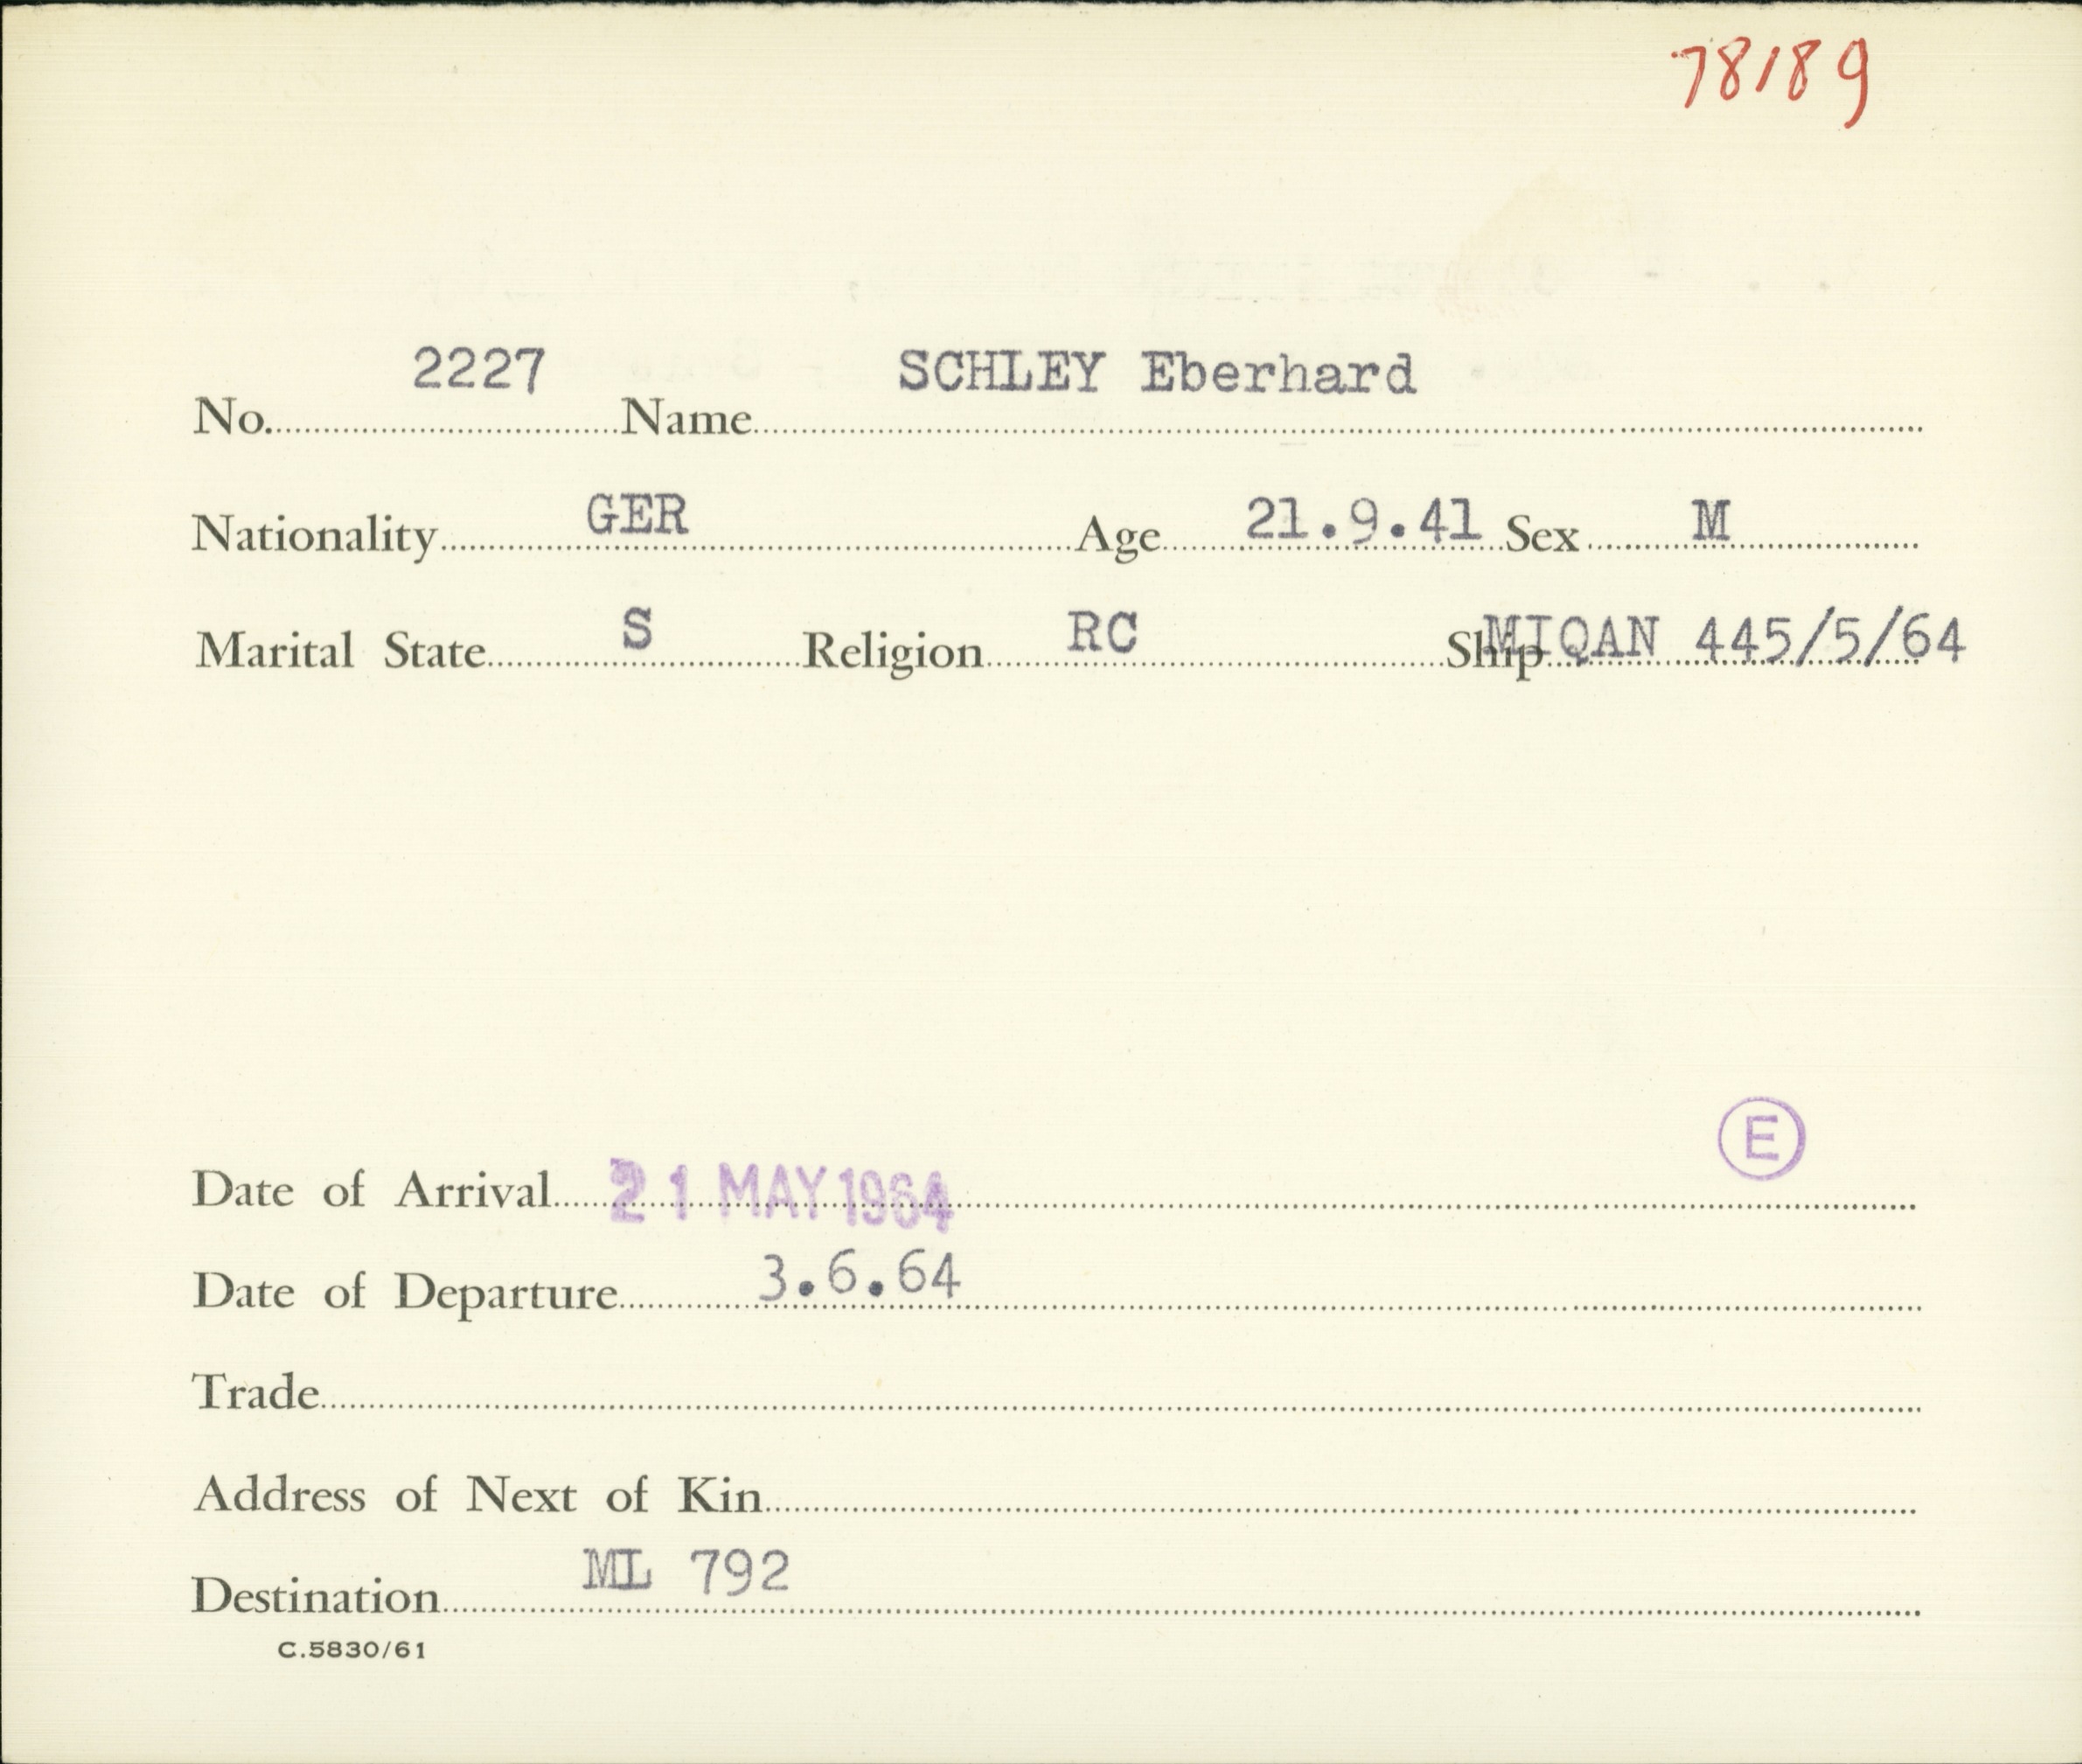 78189
No. 2227 Name SCHLEY Eberhard
Nationality GER Age 21.9.41 Sex M
Marital State S Religion RC Ship MIQAN 445/5/64
E
Date of Arrival 21 MAY 1964
Date of Departure 3.6.64
Trade
Address of Next of Kin
Destination ML 792
C.5830/61